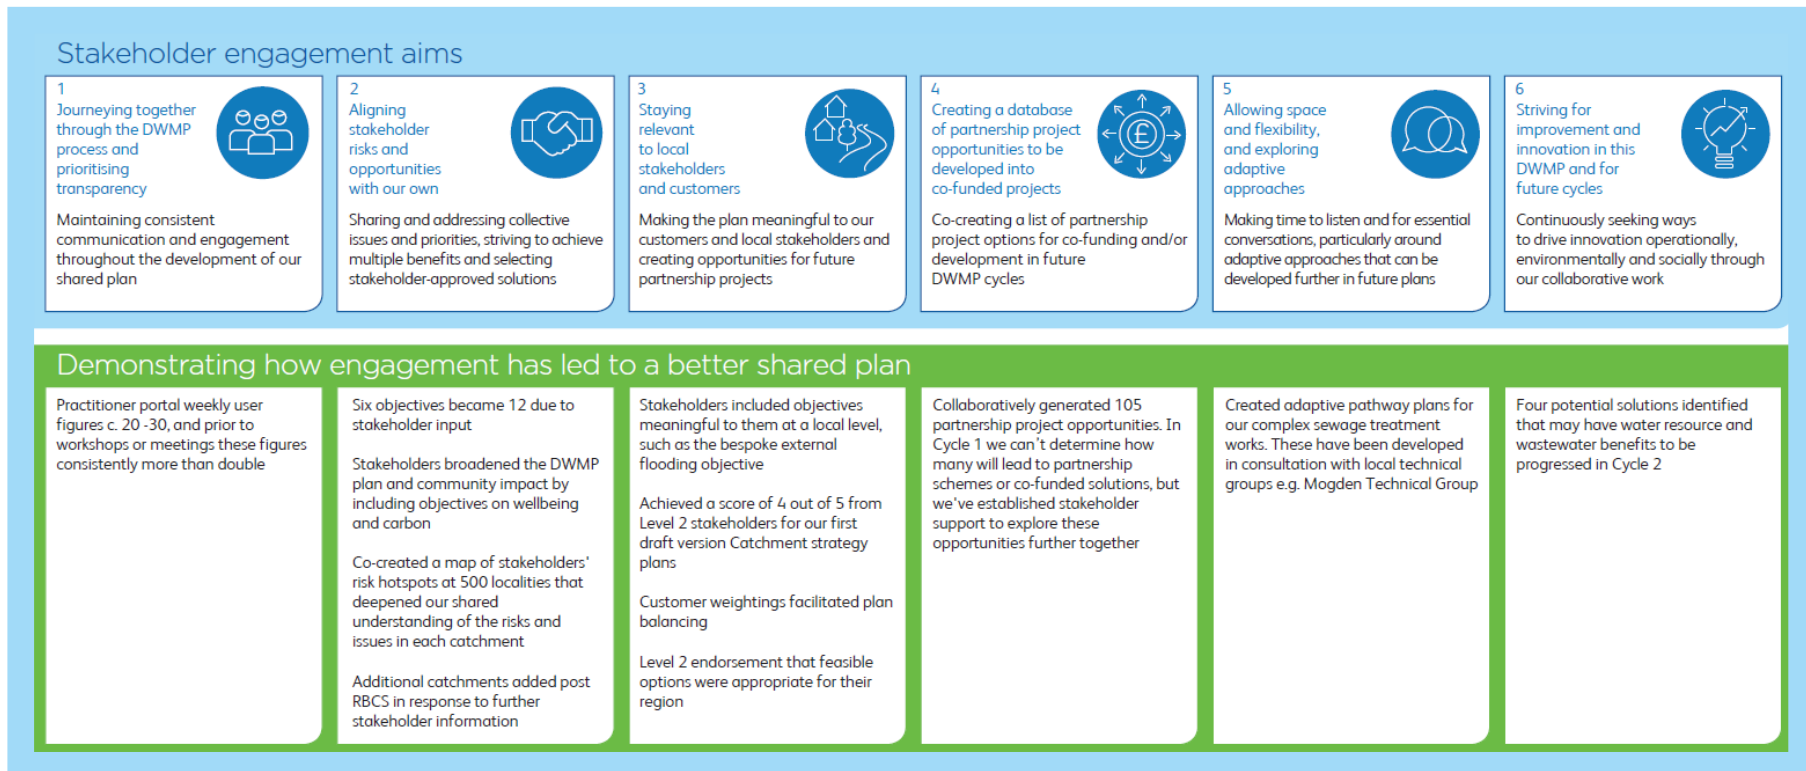 Stakeholder engagement aims
1
Journeying together
through the DWMP
process and
prioritising
transparency
Maintaining consistent
communication and engagement
throughout the development of our
shared plan
2
Aligning
stakeholder
risks and
opportunities
with our own
Sharing and addressing collective
issues and priorities, striving to achieve
multiple benefits and selecting
stakeholder-approved solutions
3
Staying
relevant
to local
stakeholders
and customers
Making the plan meaningful to our
customers and local stakeholders and
creating opportunities for future
partnership projects
4
Creating a database
of partnership project
opportunities to be
developed into
co-funded projects
£
Co-creating a list of partnership
project options for co-funding and/or
development in future
DWMP cycles
5
Allowing space
and flexibility,
and exploring
adaptive
approaches
Making time to listen and for essential
conversations, particularly around
adaptive approaches that can be
developed further in future plans
6
Striving for
improvement and
innovation in this
DWMP and for
future cycles
Continuously seeking ways
to drive innovation operationally,
environmentally and socially through
our collaborative work
Demonstrating how engagement has led to a better shared plan
Practitioner portal weekly user
figures c. 20 -30, and prior to
workshops or meetings these figures
consistently more than double
Six objectives became 12 due to
stakeholder input
Stakeholders broadened the DWMP
plan and community impact by
including objectives on wellbeing
and carbon
Co-created a map of stakeholders'
risk hotspots at 500 localities that
deepened our shared
understanding of the risks and
issues in each catchment
Additional catchments added post
RBCS in response to further
stakeholder information
Stakeholders included objectives
meaningful to them at a local level,
such as the bespoke external
flooding objective
Achieved a score of 4 out of 5 from
Level 2 stakeholders for our first
draft version Catchment strategy
plans
Customer weightings facilitated plan
balancing
Level 2 endorsement that feasible
options were appropriate for their
region
Collaboratively generated 105
partnership project opportunities. In
Cycle 1 we can't determine how
many will lead to partnership
schemes or co-funded solutions, but
we've established stakeholder
support to explore these
opportunities further together
Created adaptive pathway plans for
our complex sewage treatment
works. These have been developed
in consultation with local technical
groups e.g. Mogden Technical Group
Four potential solutions identified
that may have water resource and
wastewater benefits to be
progressed in Cycle 2